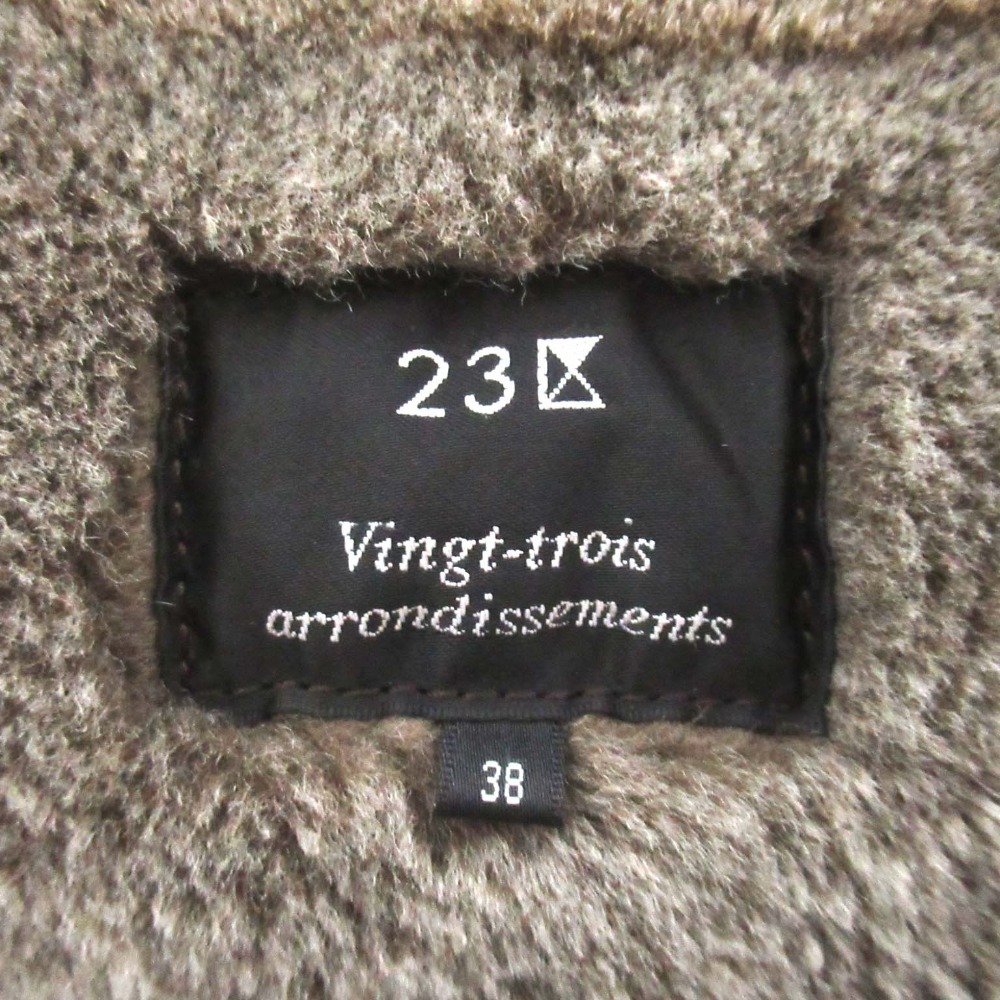 23区
Vingt-trois
arrondissements
38